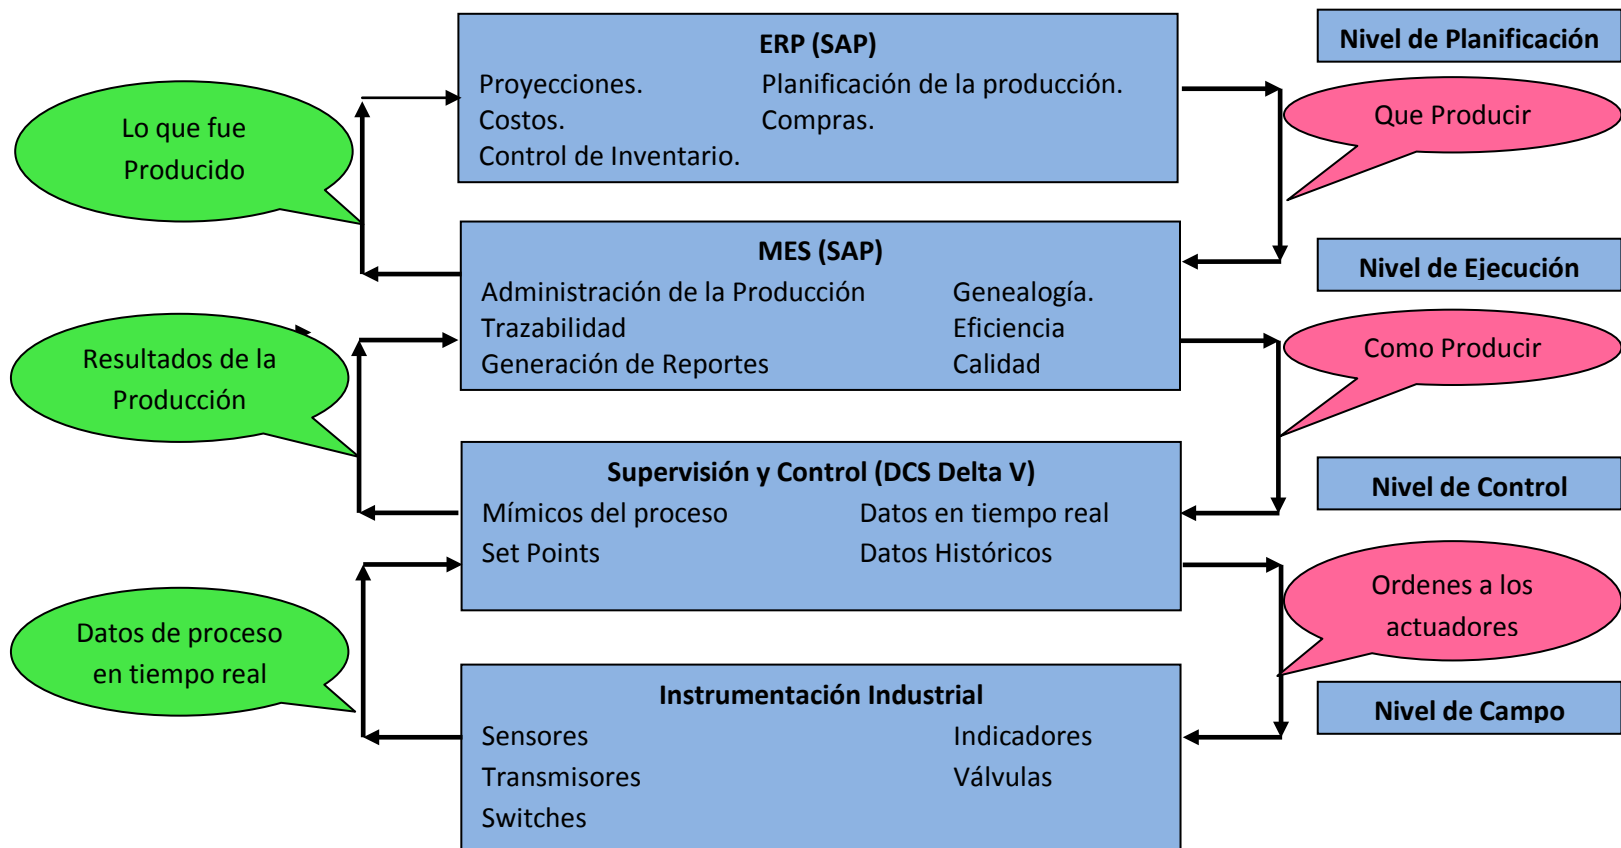 ERP (SAP)
Proyecciones.
Planificación de la producción.
Costos.
Compras.
Control de Inventario.
Nivel de Planificación
Lo que fue
Producido
Que Producir
MES (SAP)
Administración de la Producción
Genealogía.
Trazabilidad
Eficiencia
Generación de Reportes
Calidad
Nivel de Ejecución
Resultados de la
Producción
Como Producir
Supervisión y Control (DCS Delta V)
Mímicos del proceso
Datos en tiempo real
Set Points
Datos Históricos
Nivel de Control
Datos de proceso
en tiempo real
Ordenes a los
actuadores
Instrumentación Industrial
Sensores
Indicadores
Transmisores
Válvulas
Switches
Nivel de Campo